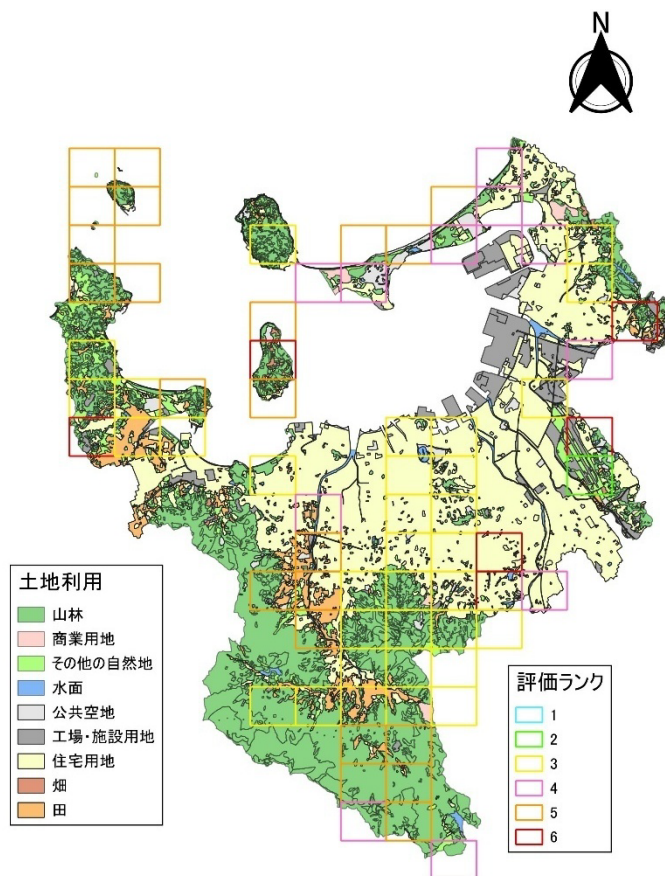 N
土地利用
山林
商業用地
その他の自然地
水面
公共空地
工場・施設用地
住宅用地
畑
田
評価ランク
1
2
3
4
5
6